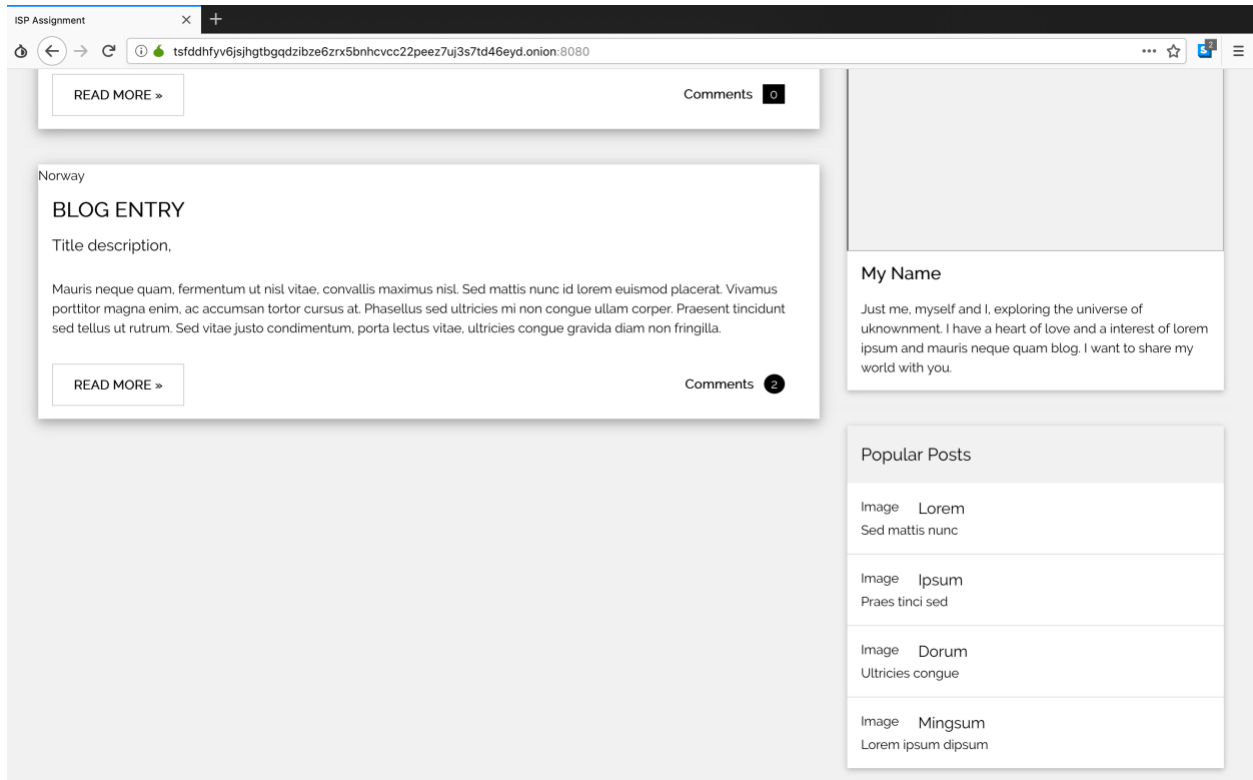 ISP Assignment
tsfddhfyv6jsjhgtbgqdzibze6zrx5bnhcvcc22peez7uj3s7td46eyd.onion:8080
2
READ MORE »
Comments 0
Norway
BLOG ENTRY
Title description,
Mauris neque quam, fermentum ut nisl vitae, convallis maximus nisl. Sed mattis nunc id lorem euismod placerat. Vivamus
porttitor magna enim, ac accumsan tortor cursus at. Phasellus sed ultricies mi non congue ullam corper. Praesent tincidunt
sed tellus ut rutrum. Sed vitae justo condimentum, porta lectus vitae, ultricies congue gravida diam non fringilla.
READ MORE »
Comments 2
My Name
Just me, myself and I, exploring the universe of
uknownment. I have a heart of love and a interest of lorem
ipsum and mauris neque quam blog. I want to share my
world with you.
Popular Posts
Image Lorem
Sed mattis nunc
Image Ipsum
Praes tinci sed
Image Dorum
Ultricies congue
Image Mingsum
Lorem ipsum dipsum